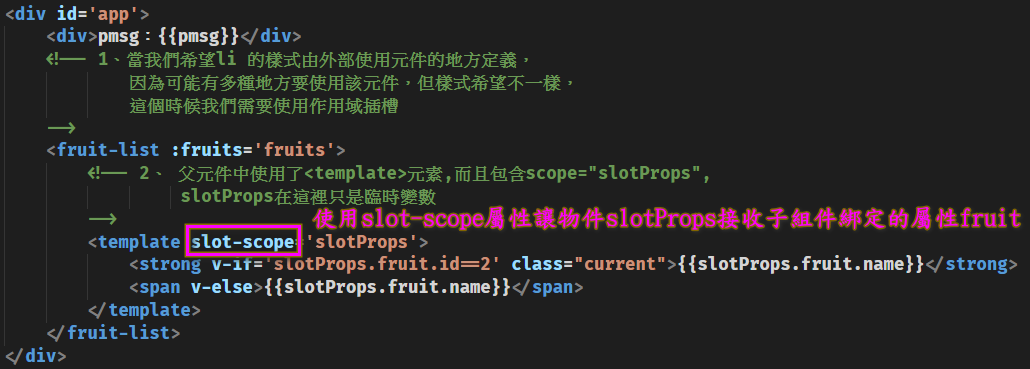 <div id='app'>
<div>pmsg：{{pmsg}}</div>
<!-- 1、當我們希望li 的樣式由外部使用元件的地方定義，
因為可能有多種地方要使用該元件，但樣式希望不一樣，
這個時候我們需要使用作用域插槽
-->
<fruit-list :fruits='fruits'>
<!-- 2、 父元件中使用了<template>元素,而且包含scope="slotProps",
slotProps在這裡只是臨時變數
--> 使用slot-scope屬性讓物件slotProps接收子組件綁定的屬性fruit
<template slot-scope='slotProps'>
<strong v-if='slotProps.fruit.id==2' class="current">{{slotProps.fruit.name}}</strong>
<span v-else>{{slotProps.fruit.name}}</span>
</template>
</fruit-list>
</div>